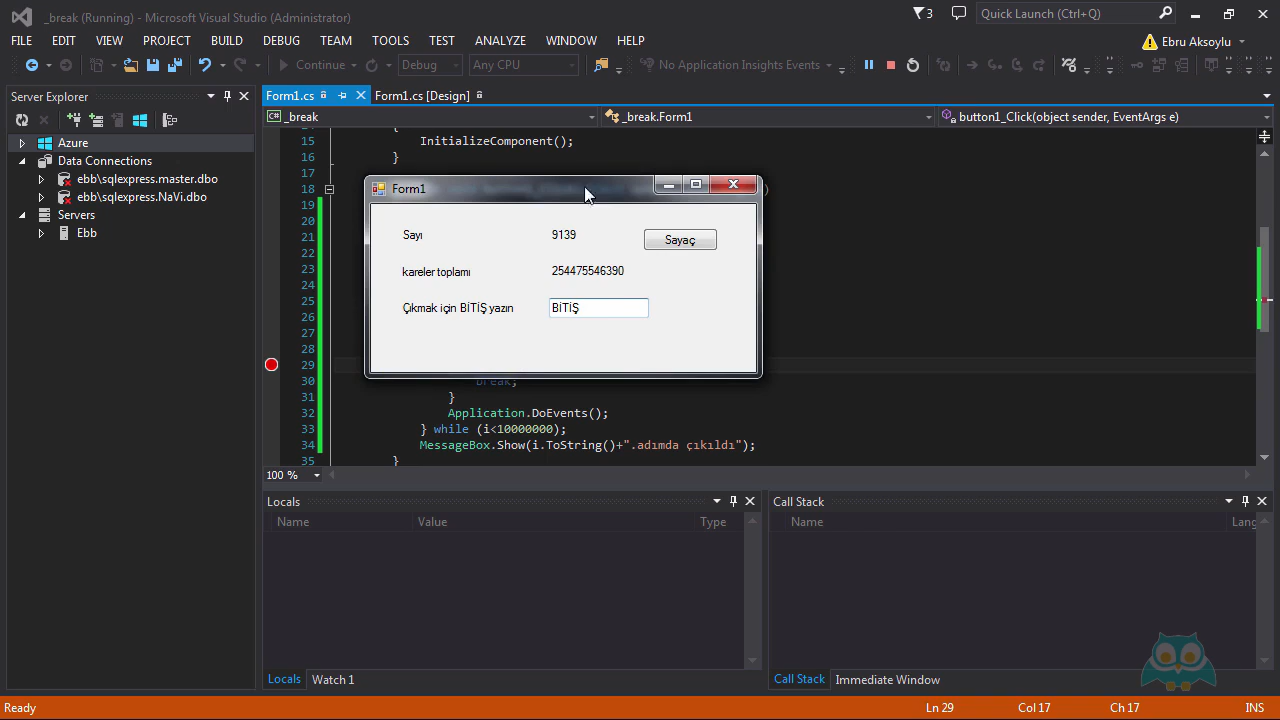 _break (Running) - Microsoft Visual Studio (Administrator)
3
Quick Launch (Ctrl+Q)
FILE EDIT VIEW PROJECT BUILD DEBUG TEAM TOOLS TEST ANALYZE WINDOW HELP
Ebru Aksoylu
Continue Debug Any CPU No Application Insights Events
Server Explorer
Form1.cs Form1.cs [Design]
_break _break.Form1 button1_Click(object sender, EventArgs e)
Azure
Data Connections
ebb\sqlexpress.master.dbo
ebb\sqlexpress.NaVi.dbo
Servers
Ebb
15 InitializeComponent();
16 }
17
18
19
20
21
22
23
24
25
26
27
28
29
30 break;
31 }
32 Application.DoEvents();
33 } while (i<10000000);
34 MessageBox.Show(i.ToString()+".adımda çıkıldı");
35 }
Form1
Sayı 9139 Sayaç
kareler toplamı 254475546390
Çıkmak için BİTİŞ yazın BİTİŞ
100 %
Locals
Name Value Type
Call Stack
Name Lang
Locals Watch 1
Call Stack Immediate Window
Ready Ln 29 Col 17 Ch 17 INS